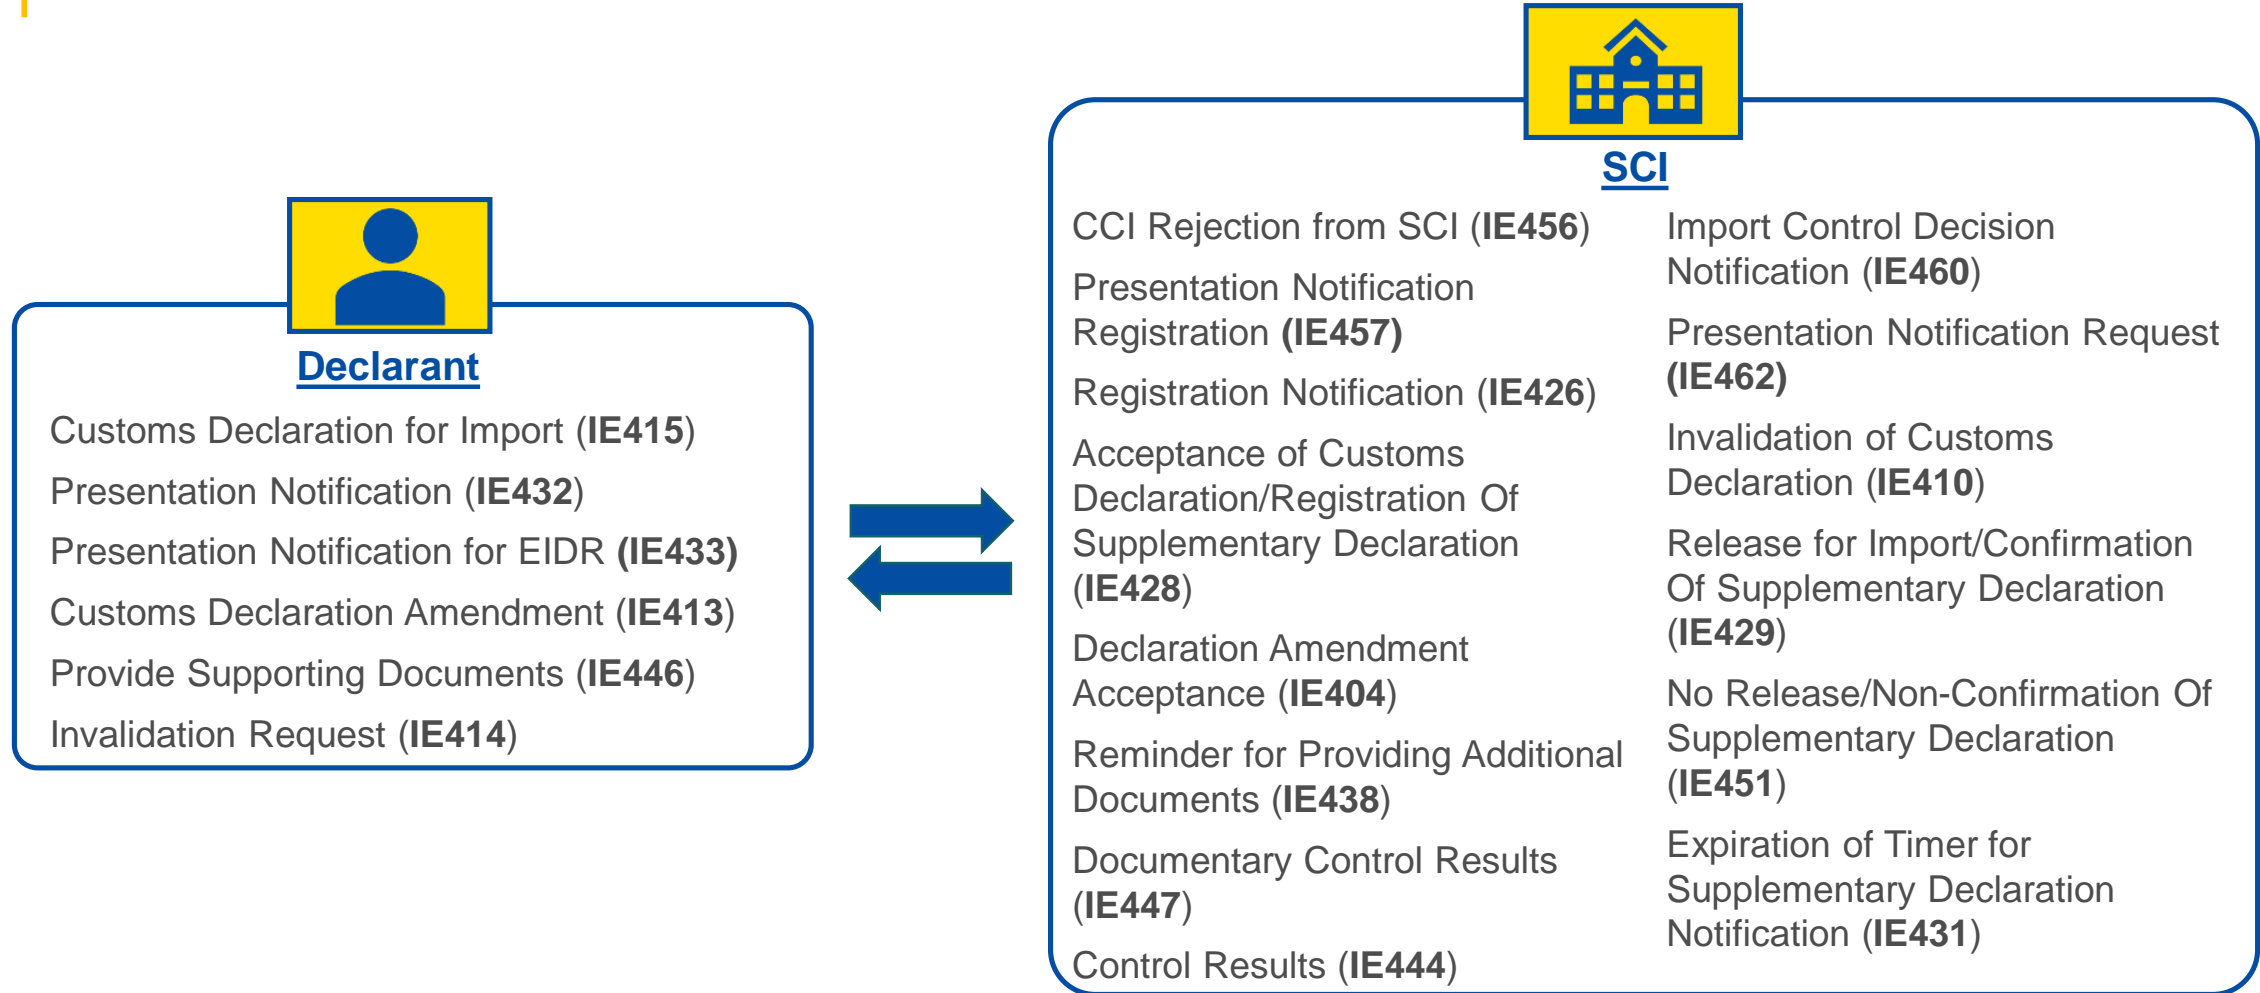 Declarant
Customs Declaration for Import (IE415)
Presentation Notification (IE432)
Presentation Notification for EIDR (IE433)
Customs Declaration Amendment (IE413)
Provide Supporting Documents (IE446)
Invalidation Request (IE414)
SCI
CCI Rejection from SCI (IE456)
Presentation Notification
Registration (IE457)
Registration Notification (IE426)
Acceptance of Customs
Declaration/Registration Of
Supplementary Declaration
(IE428)
Declaration Amendment
Acceptance (IE404)
Reminder for Providing Additional
Documents (IE438)
Documentary Control Results
(IE447)
Control Results (IE444)
Import Control Decision
Notification (IE460)
Presentation Notification Request
(IE462)
Invalidation of Customs
Declaration (IE410)
Release for Import/Confirmation
Of Supplementary Declaration
(IE429)
No Release/Non-Confirmation Of
Supplementary Declaration
(IE451)
Expiration of Timer for
Supplementary Declaration
Notification (IE431)